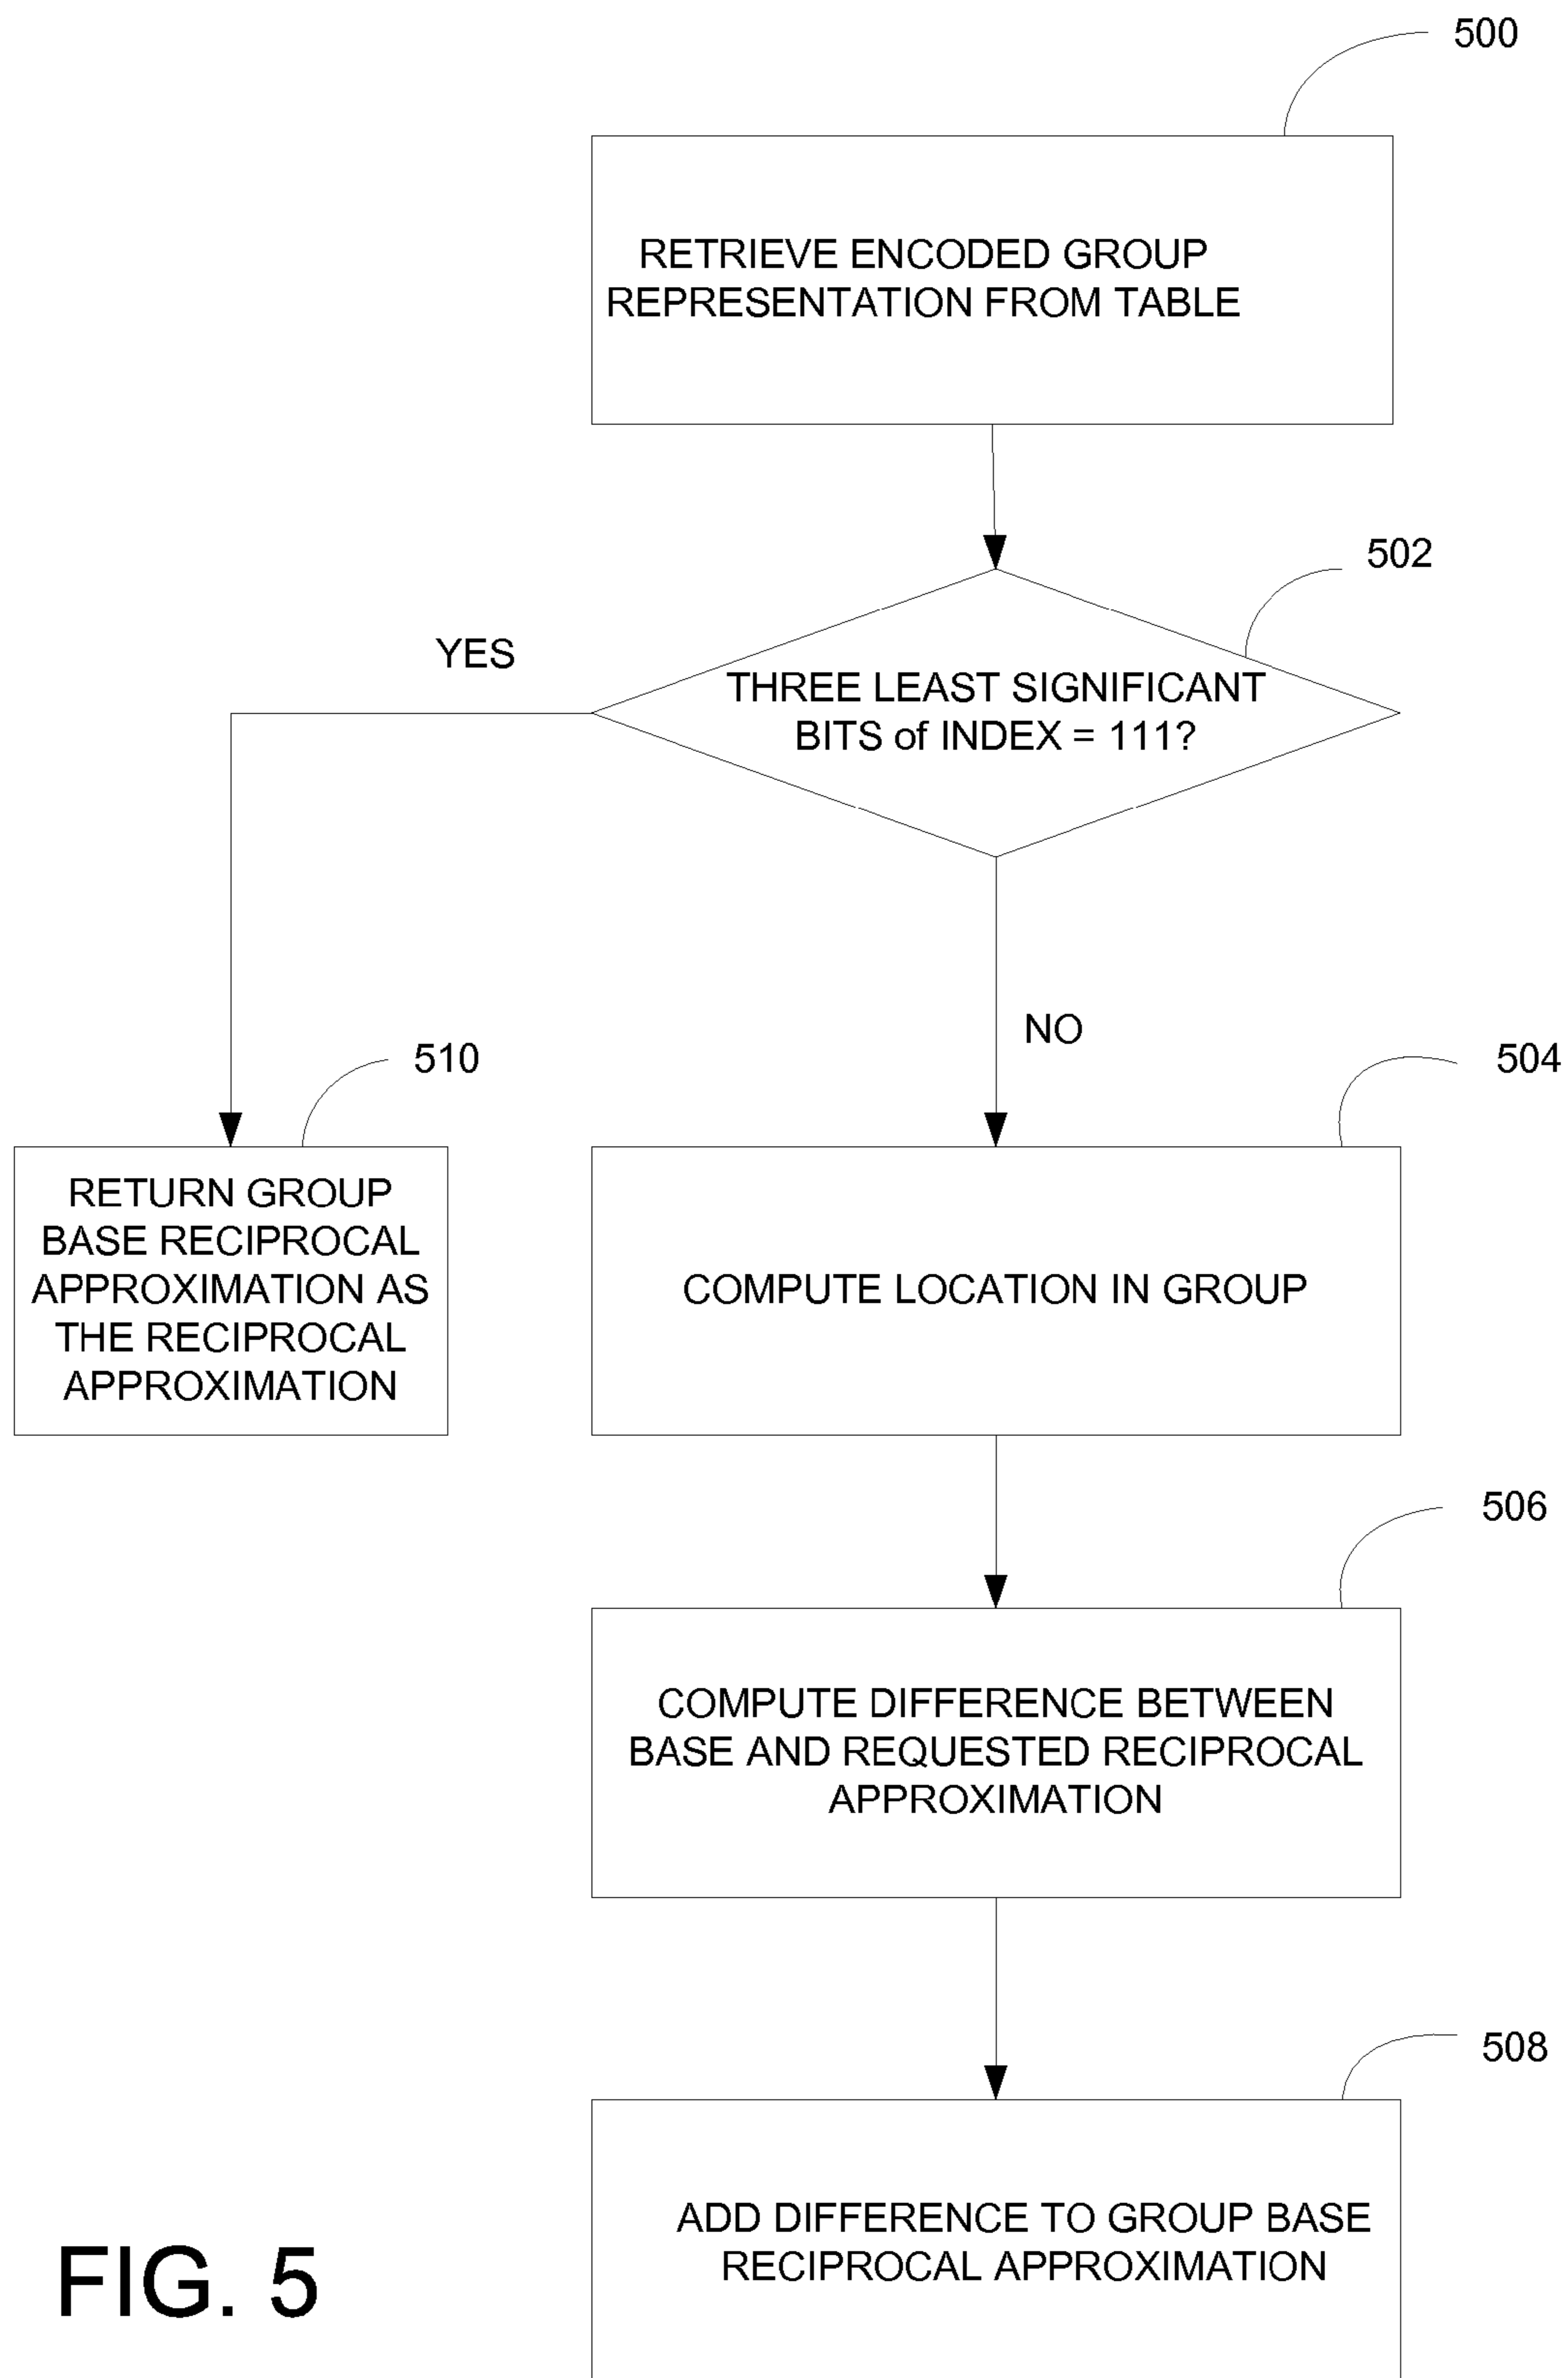 500
RETRIEVE ENCODED GROUP
REPRESENTATION FROM TABLE
502
YES
THREE LEAST SIGNIFICANT
BITS of INDEX = 111?
NO
510
504
RETURN GROUP
BASE RECIPROCAL
APPROXIMATION AS
THE RECIPROCAL
APPROXIMATION
COMPUTE LOCATION IN GROUP
506
COMPUTE DIFFERENCE BETWEEN
BASE AND REQUESTED RECIPROCAL
APPROXIMATION
508
ADD DIFFERENCE TO GROUP BASE
RECIPROCAL APPROXIMATION
FIG. 5